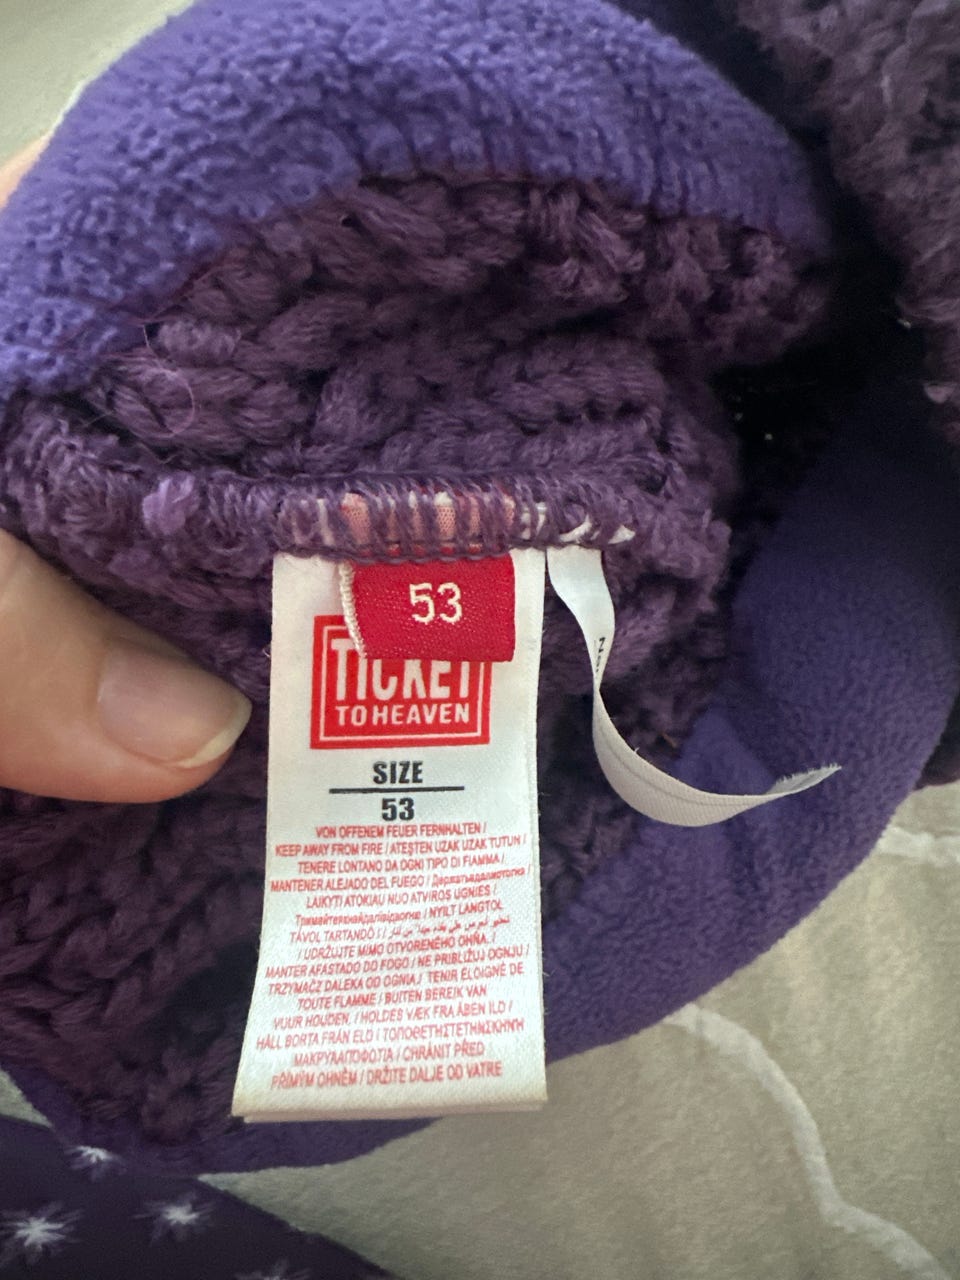 53
TICKET
TO HEAVEN
SIZE
53
VON OFFENEM FEUER FERNHALTEN /
KEEP AWAY FROM FIRE / ATEŞTEN UZAK UZAK TUTUN /
TENERE LONTANO DA OGNI TIPO DI FIAMMA /
MANTENER ALEJADO DEL FUEGO /
LAIKYTI ATOKIAU NUO ATVIROS UGNIES /
/ NYÍLT LANGTÓL
TÁVOL TARTANDÓ /
/ UDRŽUJTE MIMO OTVORENÉHO OHŇA. /
MANTER AFASTADO DO FOGO / NE PRIBLIŽUJ OGNJU /
TRZYMAĆ DALEKA OD OGNIA / TENIR ÉLOIGNÉ DE
TOUTE FLAMME / BUITEN BEREIK VAN
VUUR HOUDEN. / HOLDES VÆK FRA ÅBEN ILD /
HÅLL BORTA FRÅN ELD /
ΜΑΚΡΥΑΑΠΟΦΩΤΙΑ / CHRÁNIT PŘED
PŘÍMÝM OHNĚM / DRŽITE DALJE OD VATRE